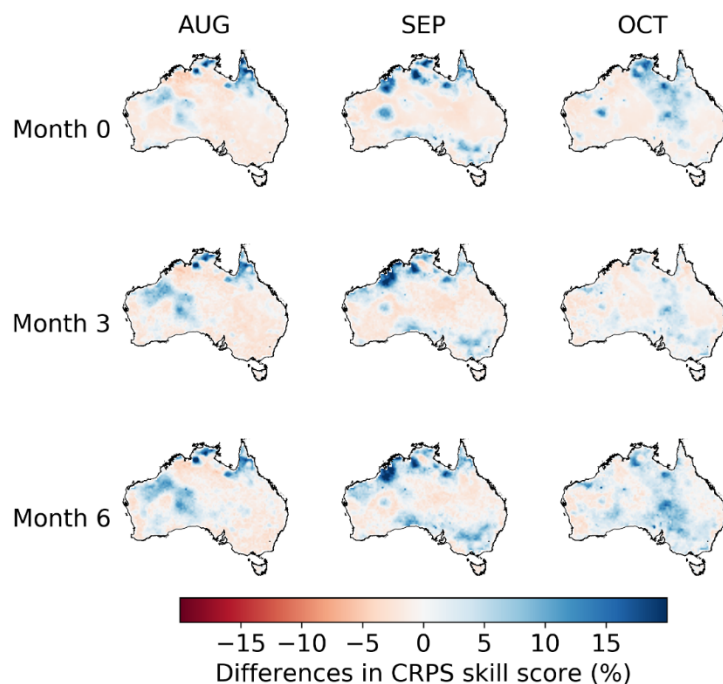 AUG SEP OCT
Month 0
Month 3
Month 6
−15 −10 −5 0 5 10 15
Differences in CRPS skill score (%)